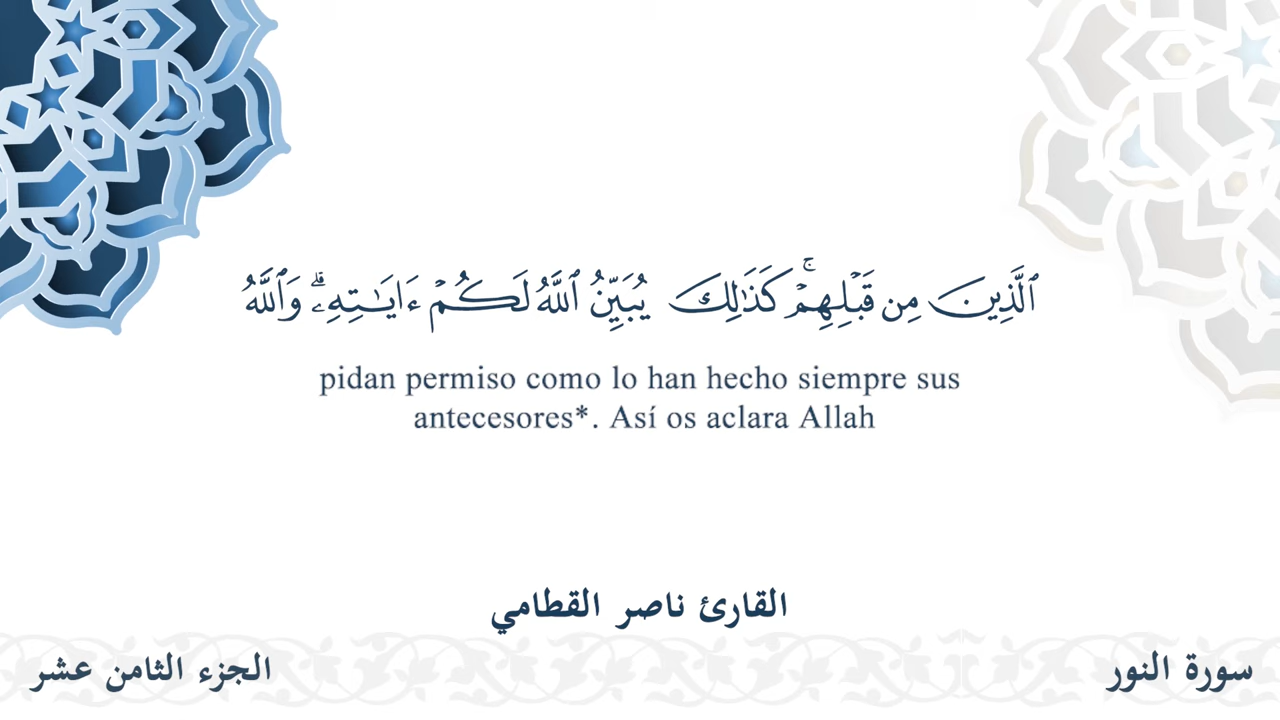 ٱلَّذِينَ مِن قَبْلِهِمْ ۚ كَذَٰلِكَ يُبَيِّنُ ٱللَّهُ لَكُمْ ءَايَـٰتِهِۦ ۗ وَٱللَّهُ
pidan permiso como lo han hecho siempre sus
antecesores*. Así os aclara Allah
القارئ ناصر القطامي
سورة النور
الجزء الثامن عشر